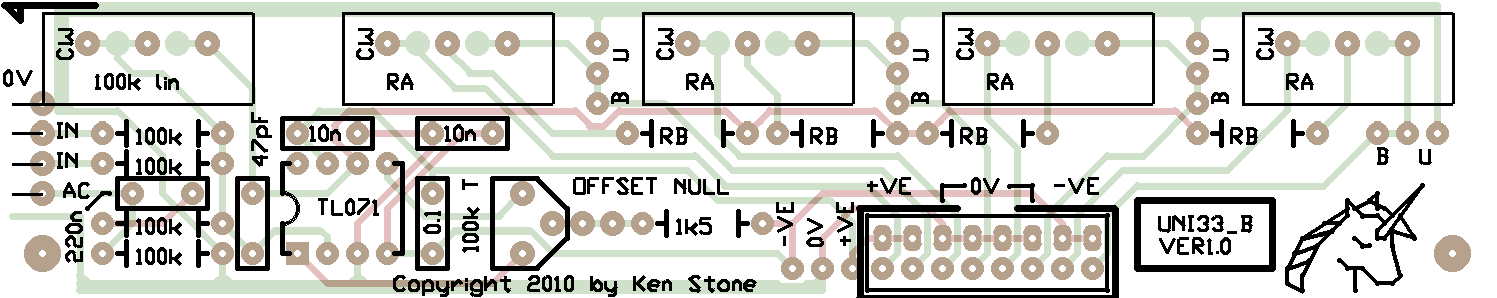 CW
CW
CW
CW
CW
0V
100k lin
RA
U
B
RA
U
B
RA
U
B
RA
IN
100k
47pF
10n
10n
RB
RB
RB
RB
B U
IN
100k
AC
220n
100k
100k
TL071
0.1
100k T
OFFSET NULL
1k5
-VE
0V
+VE
+VE
0V
-VE
UNI33_B
VER1.0
Copyright 2010 by Ken Stone